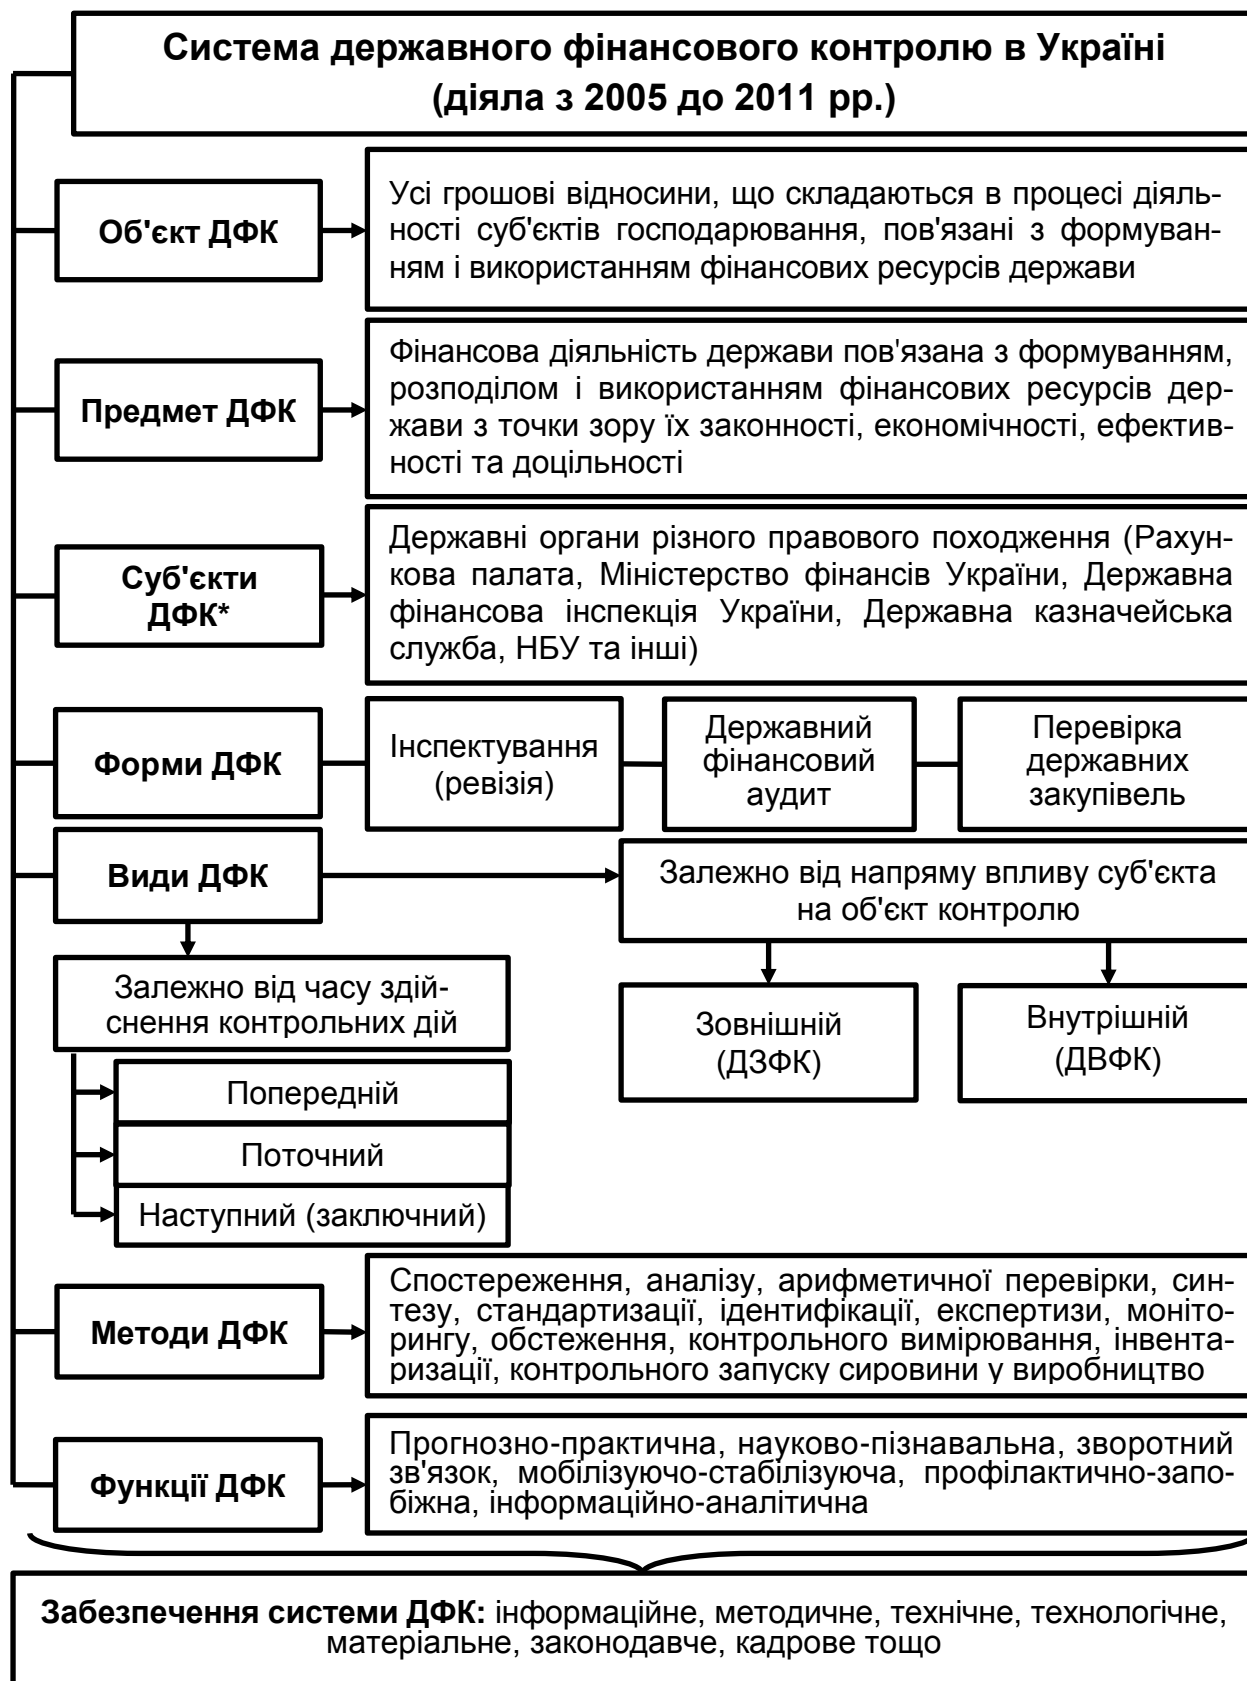 Система державного фінансового контролю в Україні
(діяла з 2005 до 2011 рр.)
Об'єкт ДФК
Усі грошові відносини, що складаються в процесі діяль-
ності суб'єктів господарювання, пов'язані з формуван-
ням і використанням фінансових ресурсів держави
Предмет ДФК
Фінансова діяльність держави пов'язана з формуванням,
розподілом і використанням фінансових ресурсів дер-
жави з точки зору їх законності, економічності, ефектив-
ності та доцільності
Суб'єкти
ДФК*
Державні органи різного правового походження (Рахун-
кова палата, Міністерство фінансів України, Державна
фінансова інспекція України, Державна казначейська
служба, НБУ та інші)
Форми ДФК
Інспектування
(ревізія)
Державний
фінансовий
аудит
Перевірка
державних
закупівель
Види ДФК
Залежно від напряму впливу суб'єкта
на об'єкт контролю
Залежно від часу здій-
снення контрольних дій
Зовнішній
(ДЗФК)
Внутрішній
(ДВФК)
Попередній
Поточний
Наступний (заключний)
Методи ДФК
Спостереження, аналізу, арифметичної перевірки, син-
тезу, стандартизації, ідентифікації, експертизи, моніто-
рингу, обстеження, контрольного вимірювання, інвента-
ризації, контрольного запуску сировини у виробництво
Функції ДФК
Прогнозно-практична, науково-пізнавальна, зворотний
зв'язок, мобілізуючо-стабілізуюча, профілактично-запо-
біжна, інформаційно-аналітична
Забезпечення системи ДФК: інформаційне, методичне, технічне, технологічне,
матеріальне, законодавче, кадрове тощо